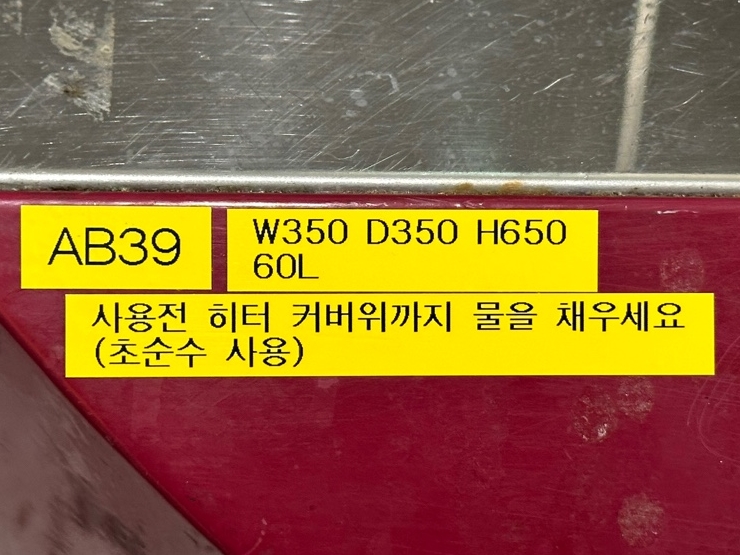 AB39
W350 D350 H650
60L
사용전 히터 커버위까지 물을 채우세요
(초순수 사용)